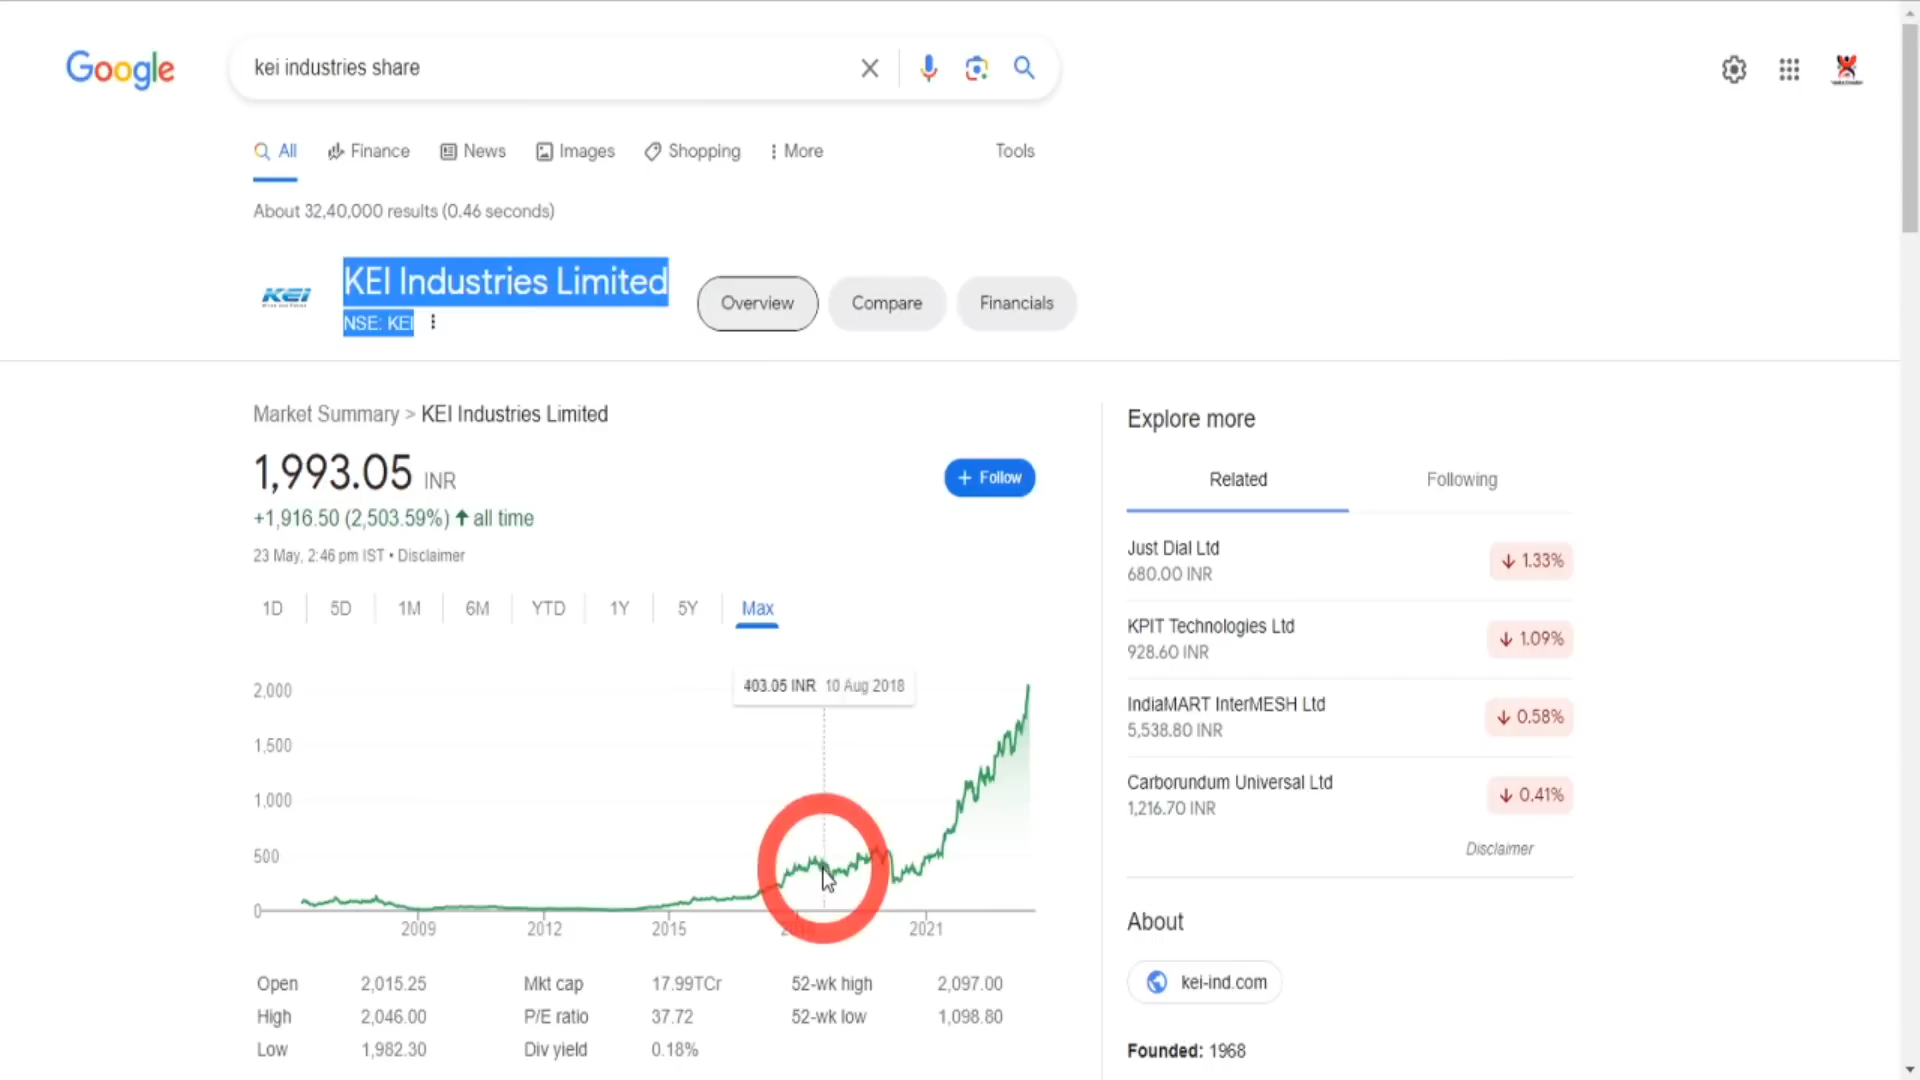 Google
kei industries share
All Finance News Images Shopping More Tools
About 32,40,000 results (0.46 seconds)
KEI
KEI Industries Limited
NSE: KEI
Overview Compare Financials
Market Summary > KEI Industries Limited
1,993.05 INR
+ Follow
+1,916.50 (2,503.59%) ↑ all time
23 May, 2:46 pm IST • Disclaimer
1D 5D 1M 6M YTD 1Y 5Y Max
403.05 INR 10 Aug 2018
2,000
1,500
1,000
500
0
2009 2012 2015 2021
Open 2,015.25 Mkt cap 17.99TCr 52-wk high 2,097.00
High 2,046.00 P/E ratio 37.72 52-wk low 1,098.80
Low 1,982.30 Div yield 0.18%
Explore more
Related Following
Just Dial Ltd
680.00 INR
↓ 1.33%
KPIT Technologies Ltd
928.60 INR
↓ 1.09%
IndiaMART InterMESH Ltd
5,538.80 INR
↓ 0.58%
Carborundum Universal Ltd
1,216.70 INR
↓ 0.41%
Disclaimer
About
kei-ind.com
Founded: 1968